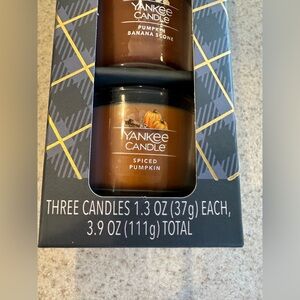 YANKEE
CANDLE
PUMPKIN
BANANA SCONE
YANKEE
CANDLE
SPICED
PUMPKIN
THREE CANDLES 1.3 OZ (37g) EACH,
3.9 OZ (111g) TOTAL